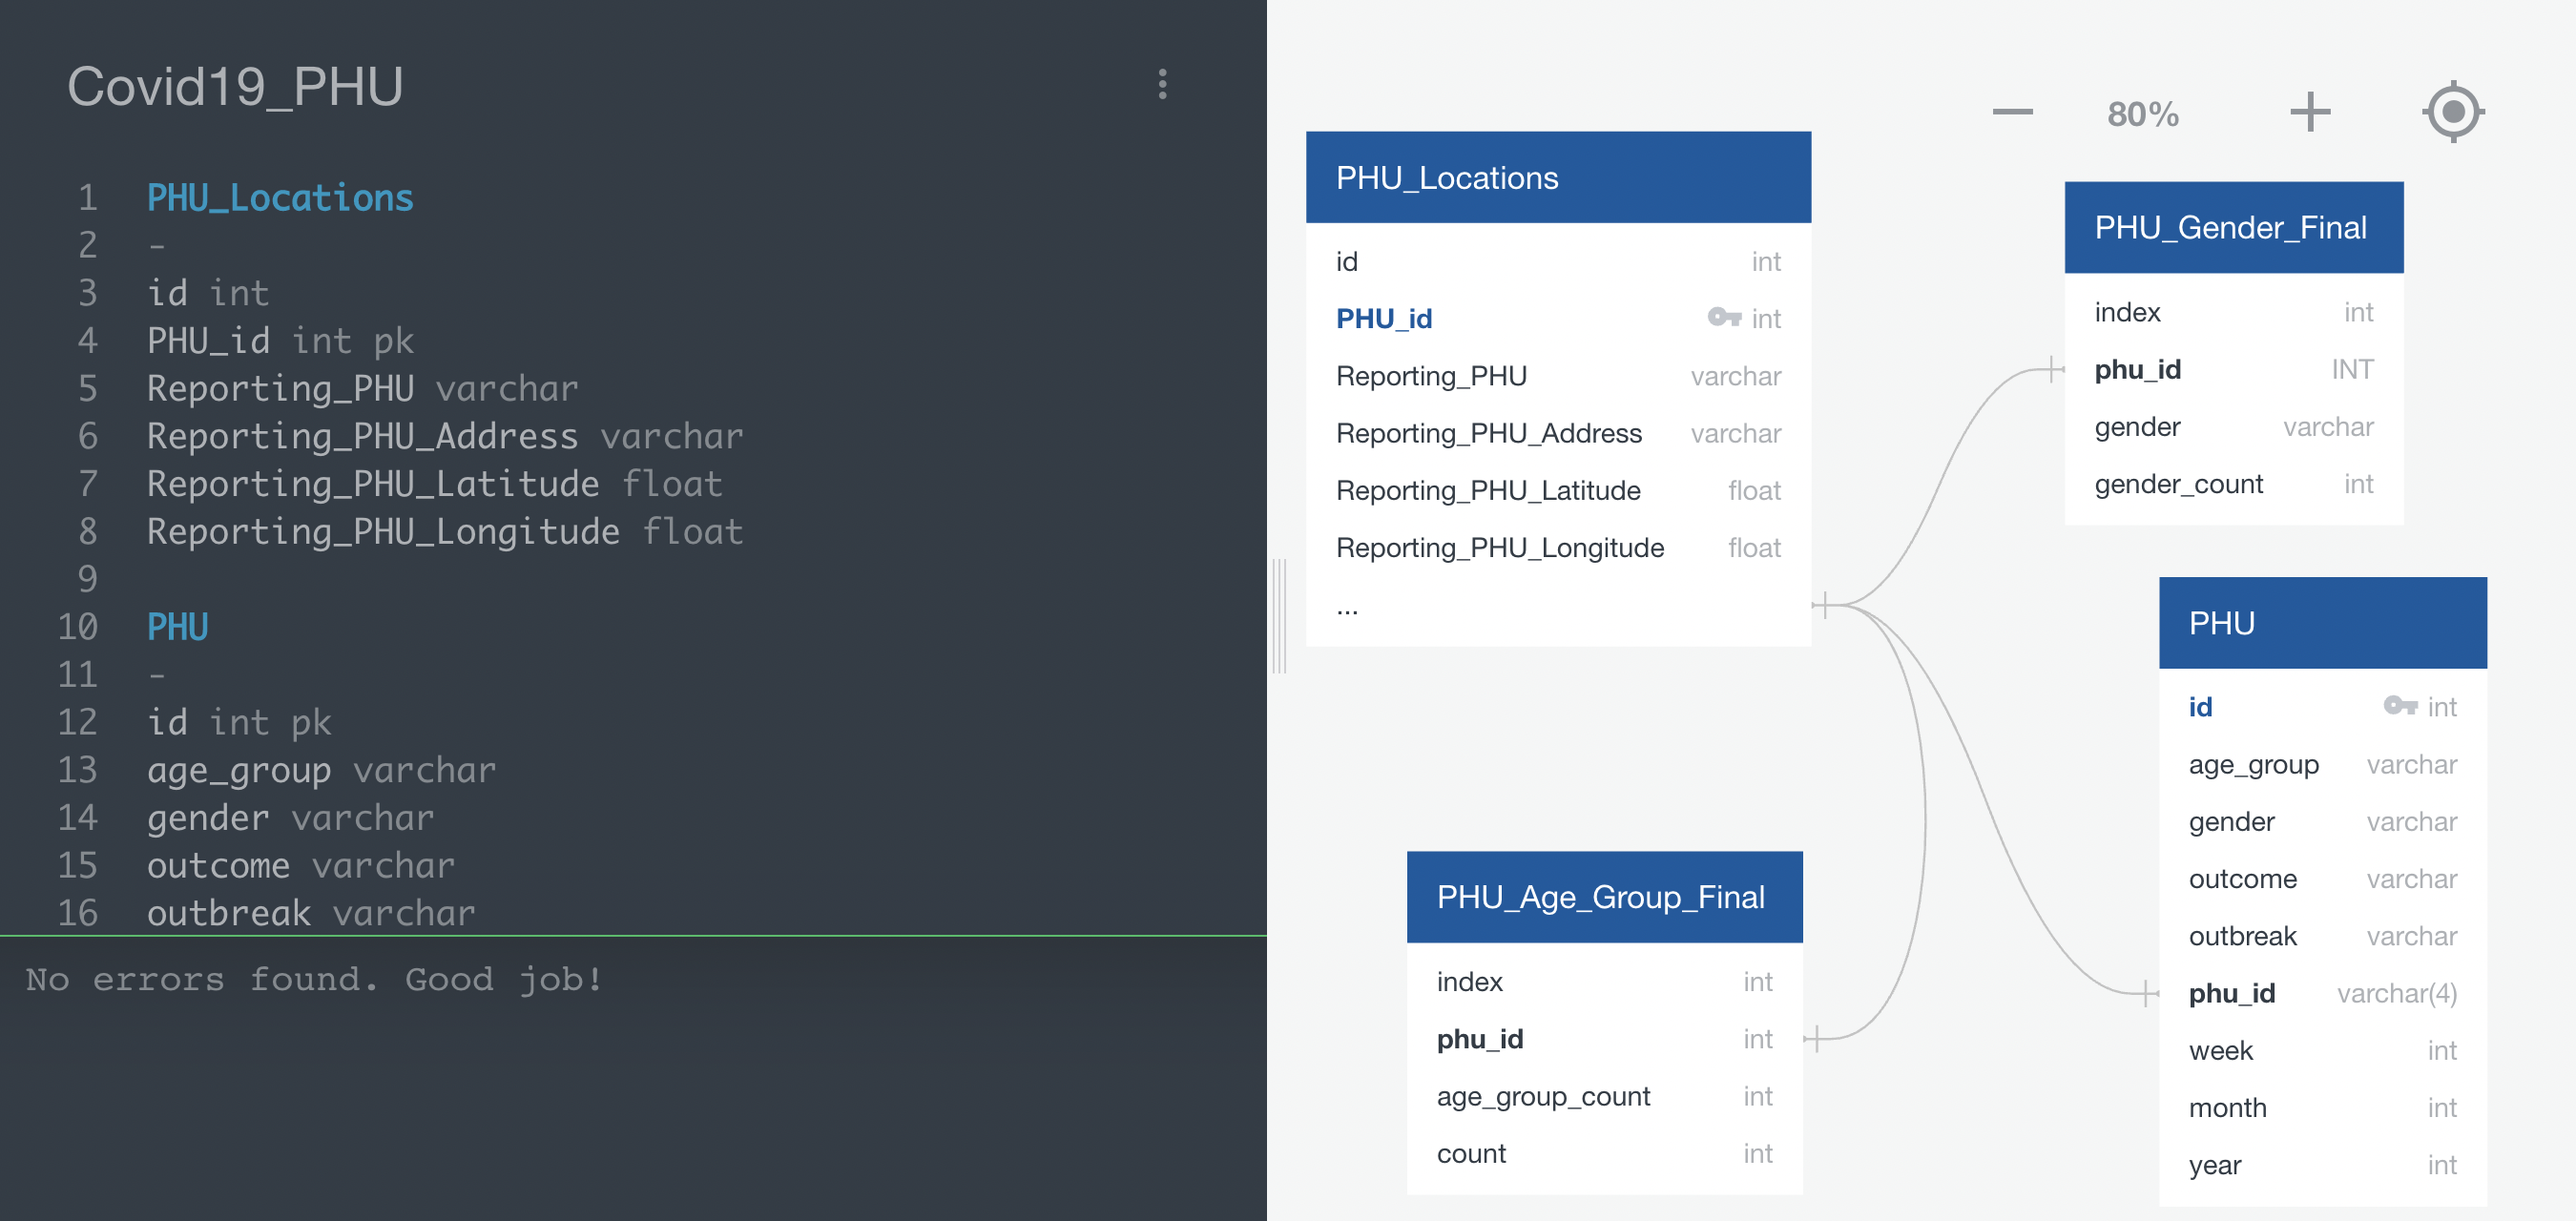 Covid19_PHU
1 PHU_Locations
2 -
3 id int
4 PHU_id int pk
5 Reporting_PHU varchar
6 Reporting_PHU_Address varchar
7 Reporting_PHU_Latitude float
8 Reporting_PHU_Longitude float
9
10 PHU
11 -
12 id int pk
13 age_group varchar
14 gender varchar
15 outcome varchar
16 outbreak varchar
No errors found. Good job!
80%
PHU_Locations
id int
PHU_id int
Reporting_PHU varchar
Reporting_PHU_Address varchar
Reporting_PHU_Latitude float
Reporting_PHU_Longitude float
...
PHU_Gender_Final
index int
phu_id INT
gender varchar
gender_count int
PHU
id int
age_group varchar
gender varchar
outcome varchar
outbreak varchar
phu_id varchar(4)
week int
month int
year int
PHU_Age_Group_Final
index int
phu_id int
age_group_count int
count int